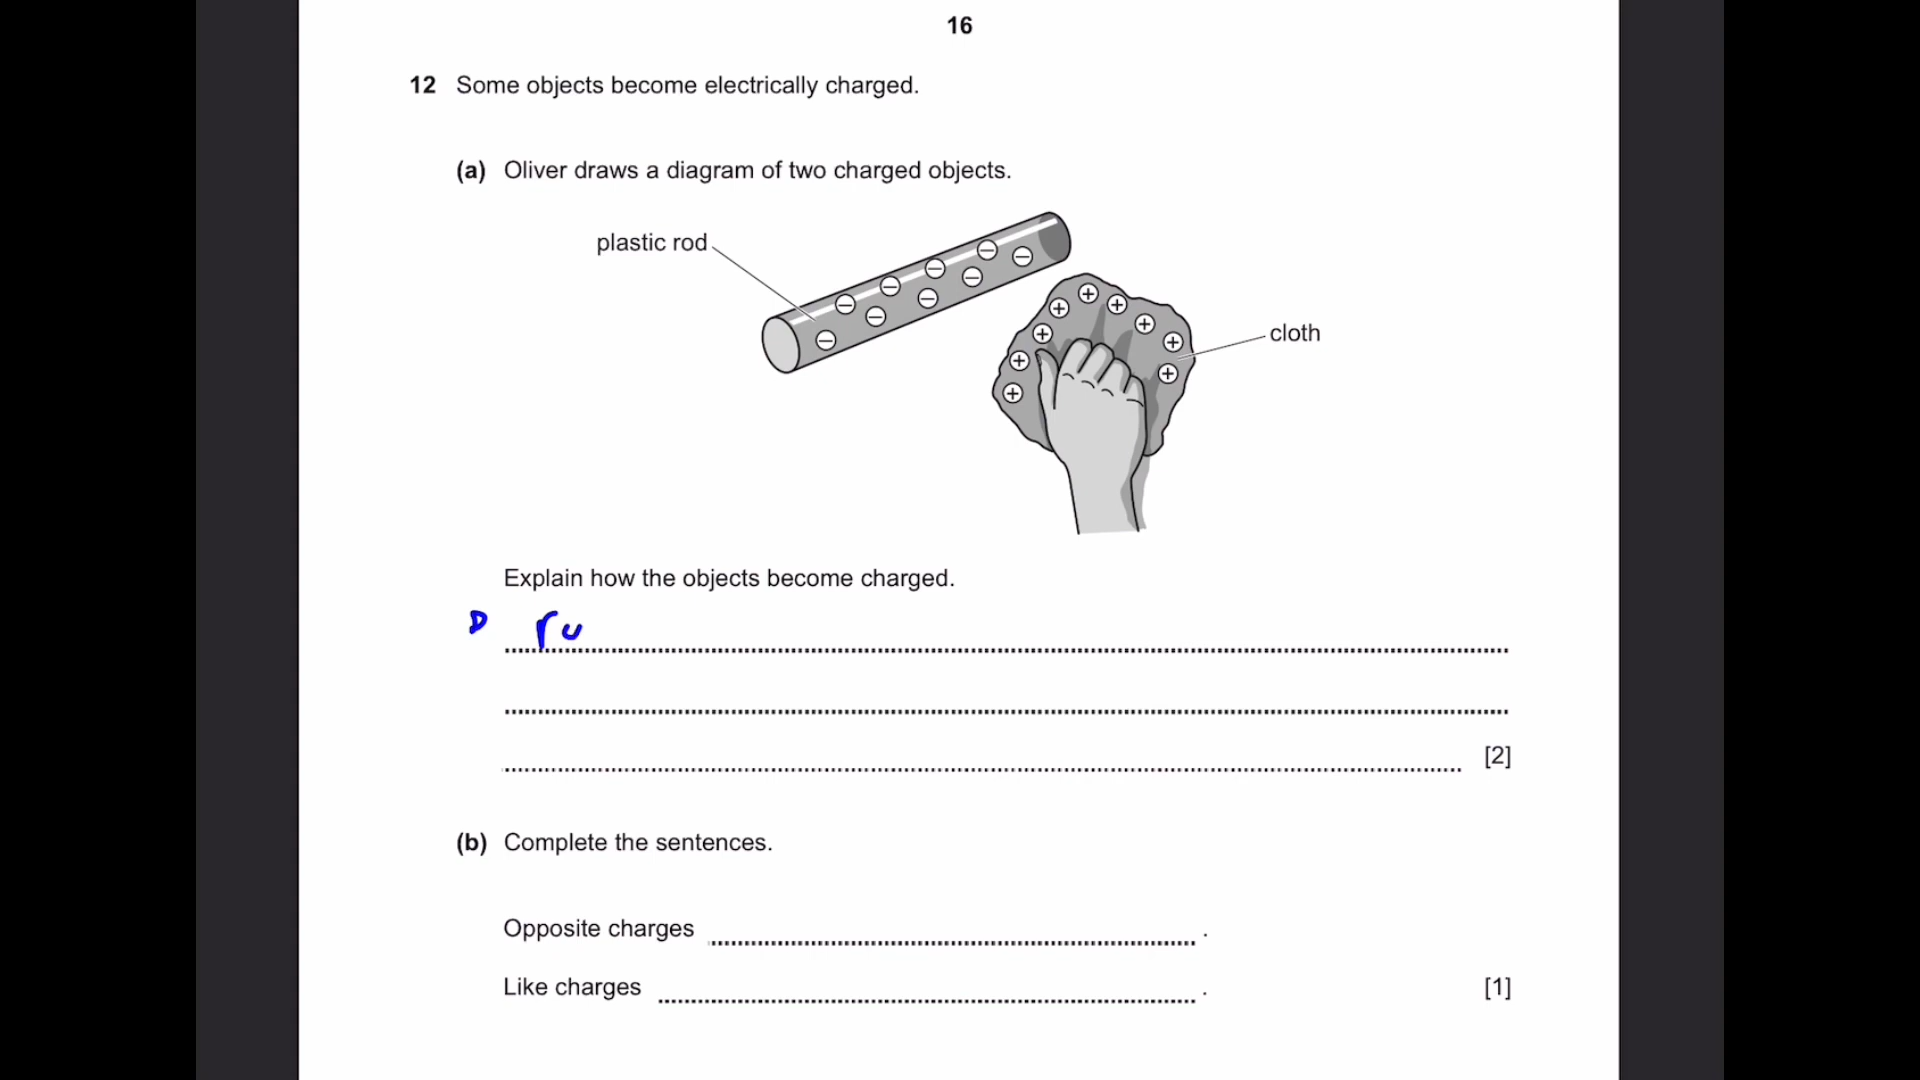 16
12 Some objects become electrically charged.
(a) Oliver draws a diagram of two charged objects.
plastic rod
cloth
Explain how the objects become charged.
ru
[2]
(b) Complete the sentences.
Opposite charges .
Like charges . [1]